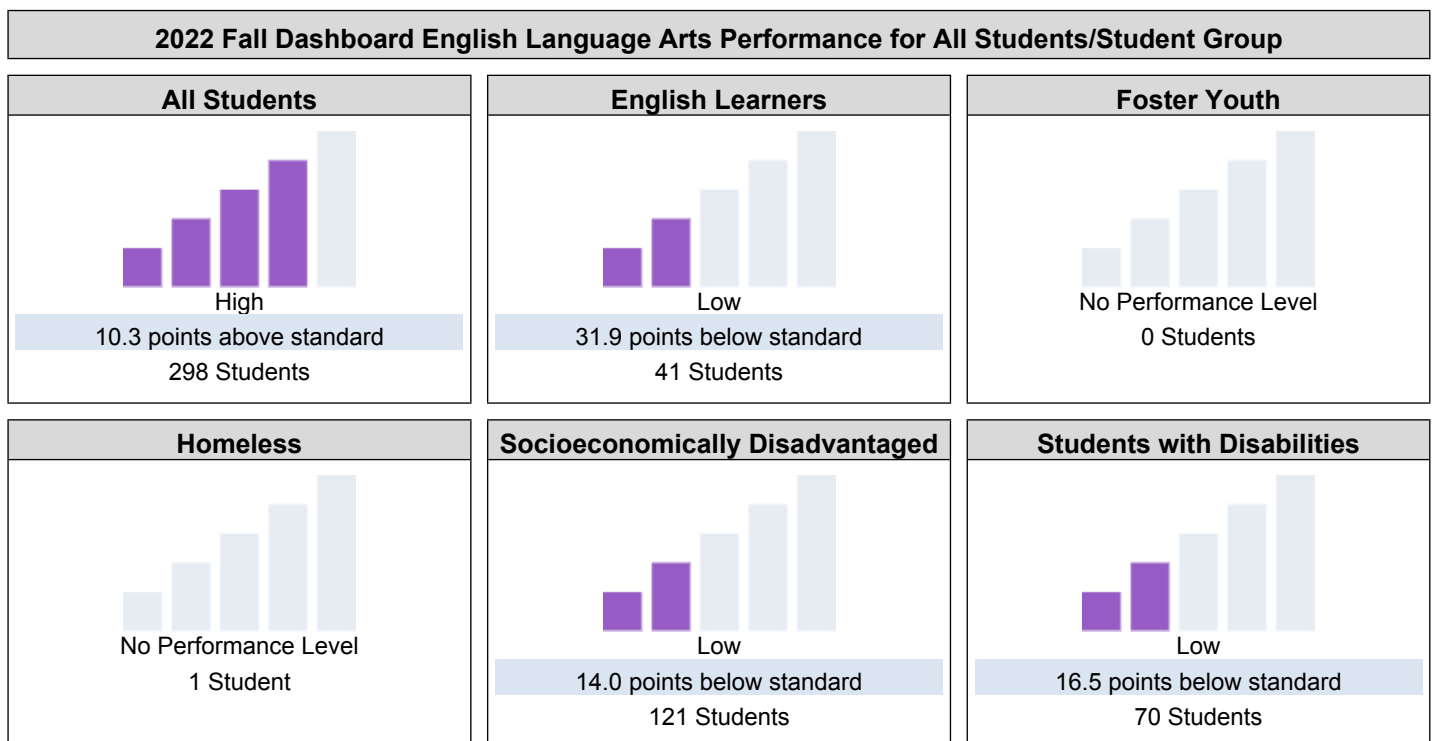 2022 Fall Dashboard English Language Arts Performance for All Students/Student Group
All Students
High
10.3 points above standard
298 Students
English Learners
Low
31.9 points below standard
41 Students
Foster Youth
No Performance Level
0 Students
Homeless
No Performance Level
1 Student
Socioeconomically Disadvantaged
Low
14.0 points below standard
121 Students
Students with Disabilities
Low
16.5 points below standard
70 Students